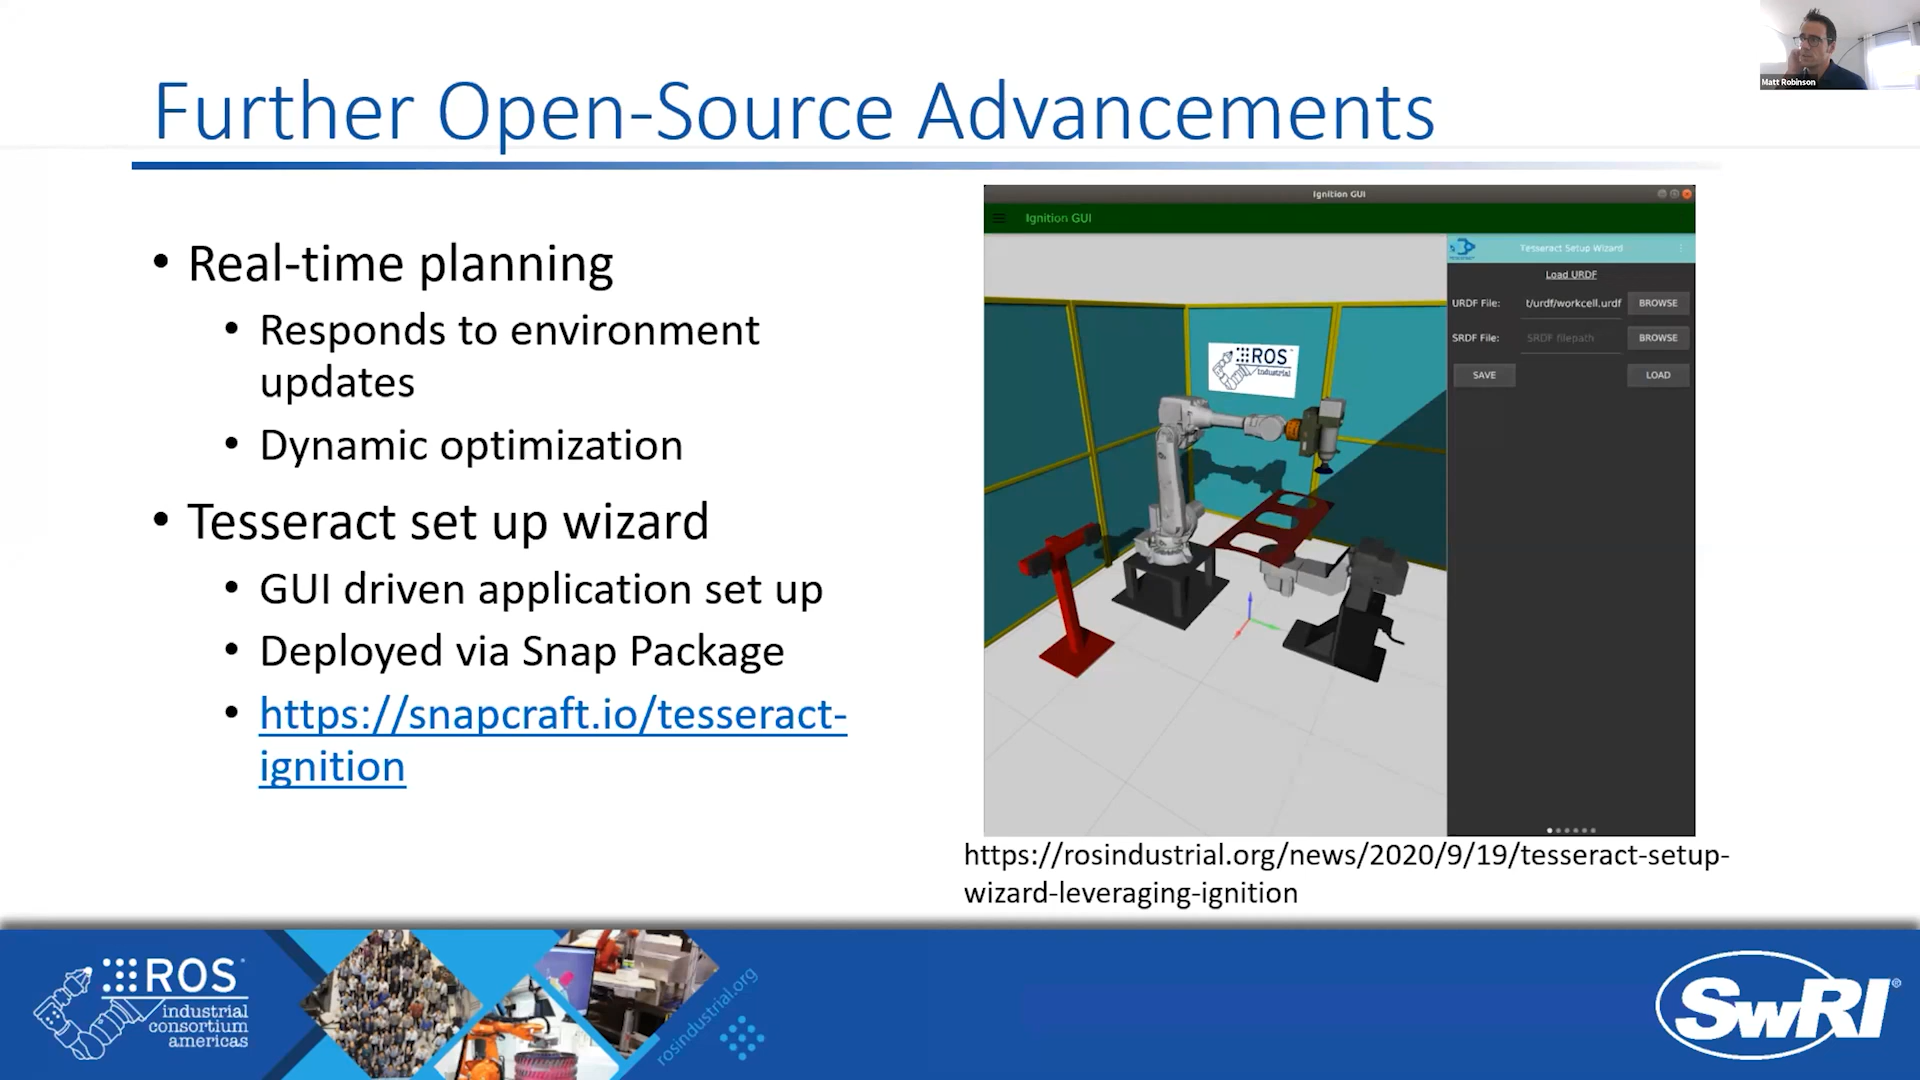 Matt Robinson
Further Open-Source Advancements
• Real-time planning
• Responds to environment
updates
• Dynamic optimization
• Tesseract set up wizard
• GUI driven application set up
• Deployed via Snap Package
• https://snapcraft.io/tesseract-
ignition
Ignition GUI
Ignition GUI
Tesseract Setup Wizard
Load URDF
URDF File: t/urdf/workcell.urdf BROWSE
SRDF File: SRDF filepath BROWSE
SAVE LOAD
ROS
Industrial
https://rosindustrial.org/news/2020/9/19/tesseract-setup-
wizard-leveraging-ignition
ROS
industrial
consortium
americas
rosindustrial.org
SwRI®